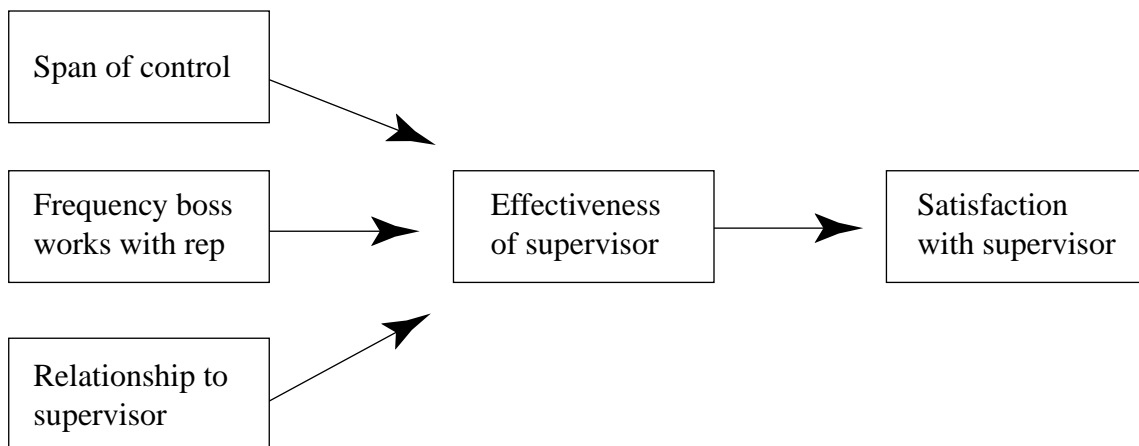 Span of control
Frequency boss
works with rep
Effectiveness
of supervisor
Satisfaction
with supervisor
Relationship to
supervisor